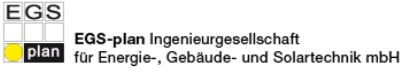 EGS
plan
EGS-plan Ingenieurgesellschaft
für Energie-, Gebäude- und Solartechnik mbH